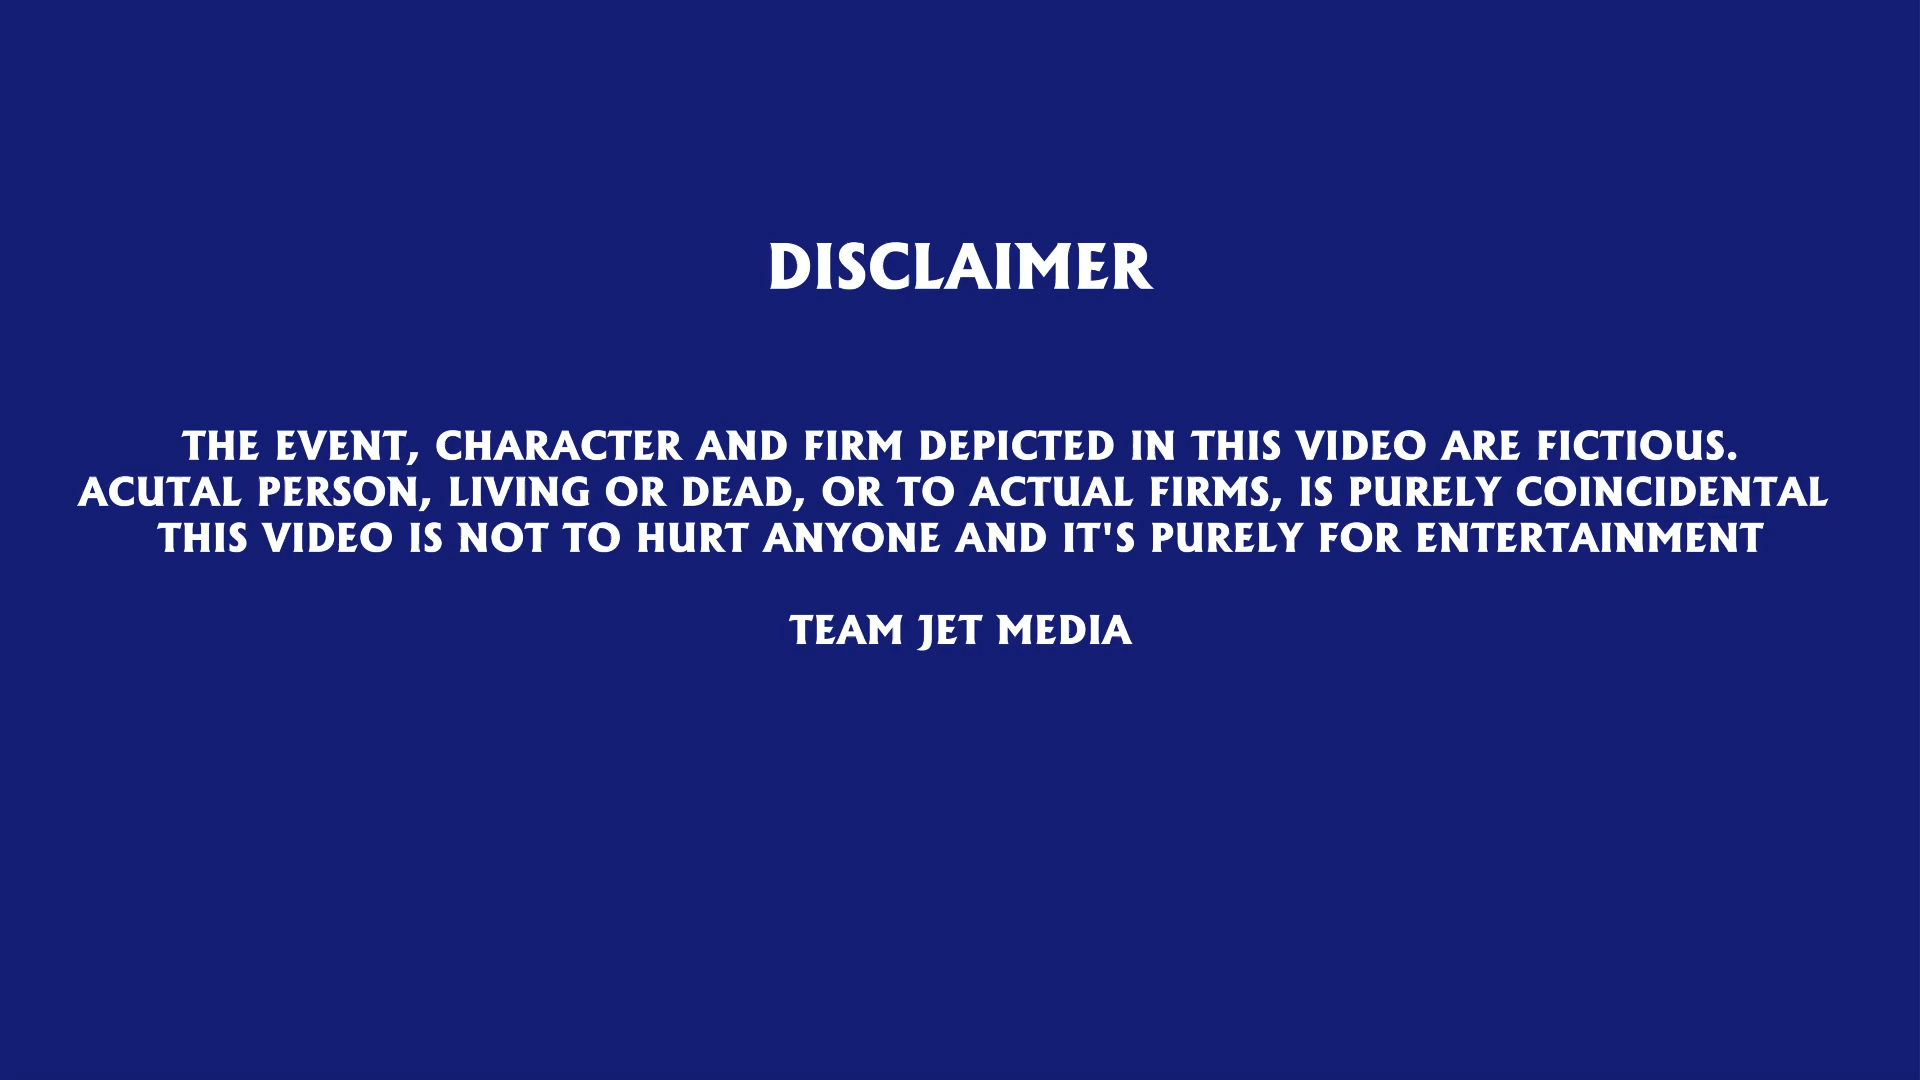 DISCLAIMER
THE EVENT, CHARACTER AND FIRM DEPICTED IN THIS VIDEO ARE FICTIOUS.
ACUTAL PERSON, LIVING OR DEAD, OR TO ACTUAL FIRMS, IS PURELY COINCIDENTAL
THIS VIDEO IS NOT TO HURT ANYONE AND IT'S PURELY FOR ENTERTAINMENT
TEAM JET MEDIA